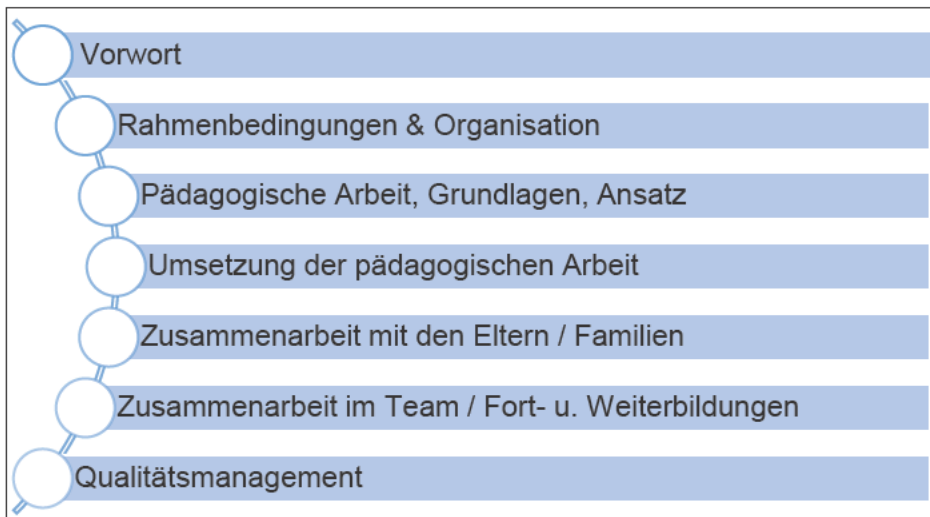 Vorwort
Rahmenbedingungen & Organisation
Pädagogische Arbeit, Grundlagen, Ansatz
Umsetzung der pädagogischen Arbeit
Zusammenarbeit mit den Eltern / Familien
Zusammenarbeit im Team / Fort- u. Weiterbildungen
Qualitätsmanagement